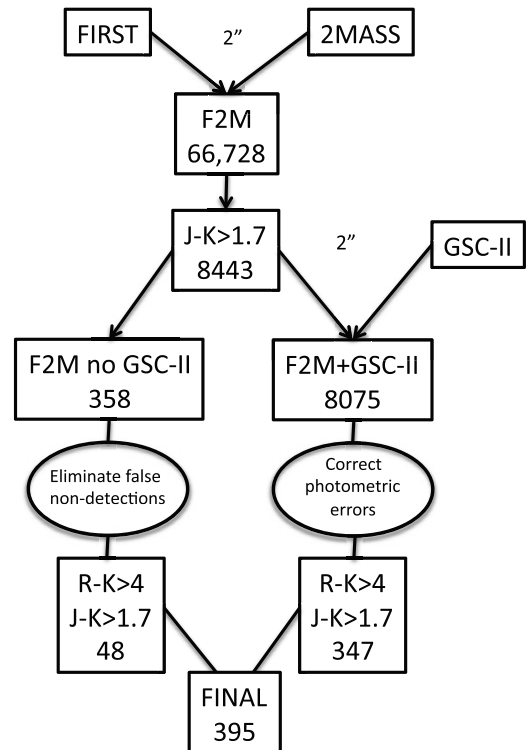 FIRST
2”
2MASS
F2M
66,728
J-K>1.7
8443
2”
GSC-II
F2M no GSC-II
358
F2M+GSC-II
8075
Eliminate false
non-detections
Correct
photometric
errors
R-K>4
J-K>1.7
48
R-K>4
J-K>1.7
347
FINAL
395